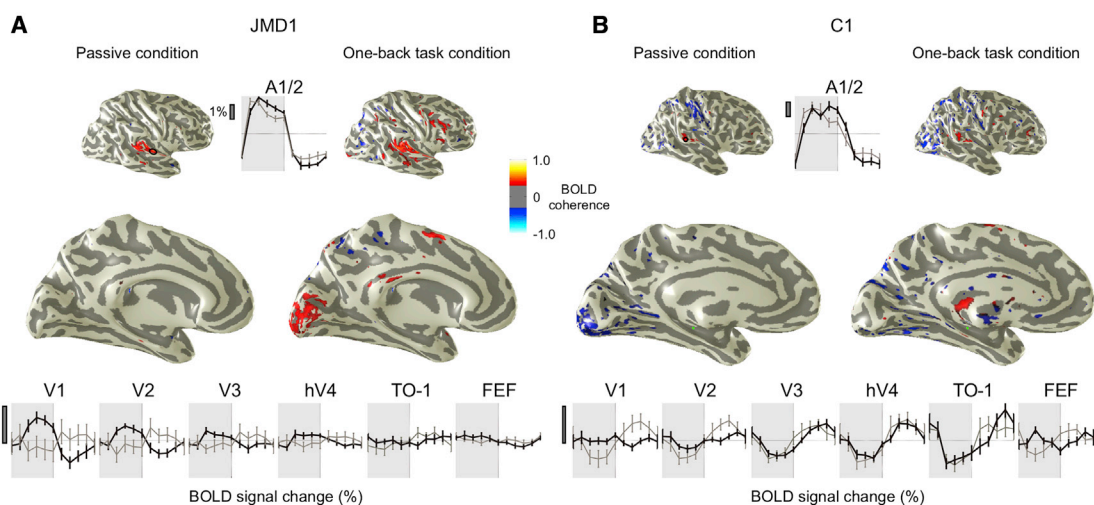 A JMD1
Passive condition One-back task condition
A1/2
1%
1.0
0
-1.0
BOLD
coherence
V1 V2 V3 hV4 TO-1 FEF
BOLD signal change (%)
B C1
Passive condition One-back task condition
A1/2
V1 V2 V3 hV4 TO-1 FEF
BOLD signal change (%)